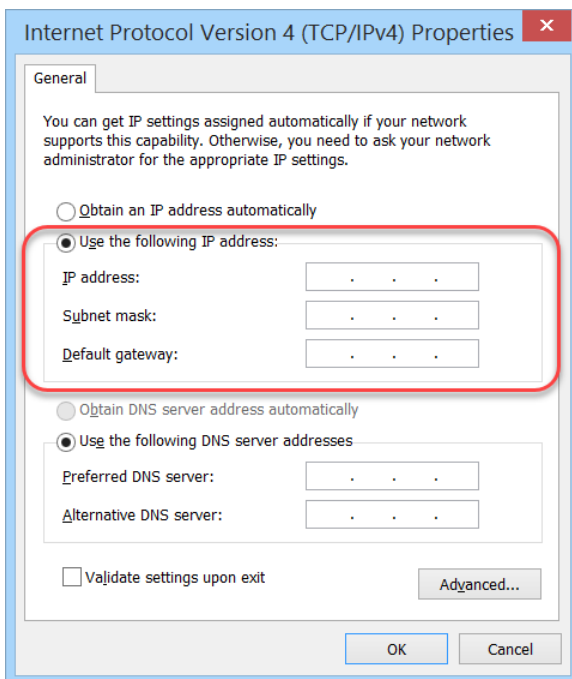 Internet Protocol Version 4 (TCP/IPv4) Properties
General
You can get IP settings assigned automatically if your network
supports this capability. Otherwise, you need to ask your network
administrator for the appropriate IP settings.
Obtain an IP address automatically
Use the following IP address:
IP address:
Subnet mask:
Default gateway:
Obtain DNS server address automatically
Use the following DNS server addresses
Preferred DNS server:
Alternative DNS server:
Validate settings upon exit
Advanced...
OK
Cancel